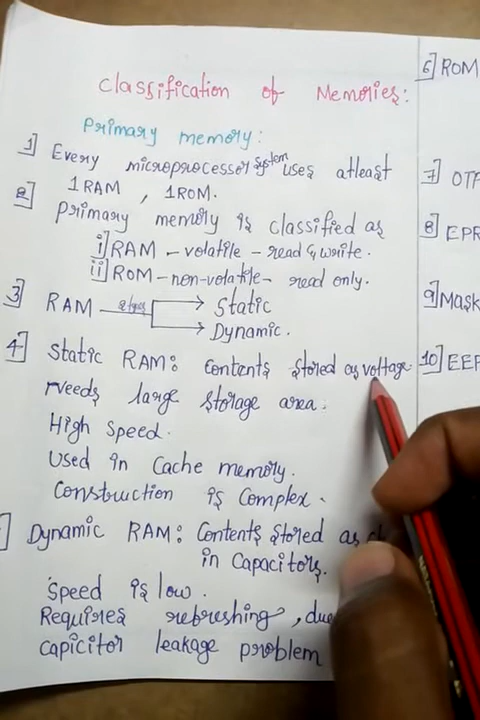 Classification of Memories:
Primary memory:
1] Every microprocessor system uses atleast
1 RAM , 1 ROM.
2] Primary memory is classified as
i] RAM - volatile - read & write.
ii] ROM - non-volatile - read only.
3] RAM 2 types Static
Dynamic.
4] Static RAM: Contents stored as voltage
Needs large storage area.
High Speed.
Used in Cache memory.
Construction is Complex.
Dynamic RAM: Contents stored as
in Capacitors.
Speed is low.
Requires refreshing, due
capicitor leakage problem
6] ROM
7] OTP
8] EPR
9] Mask
10] EEP